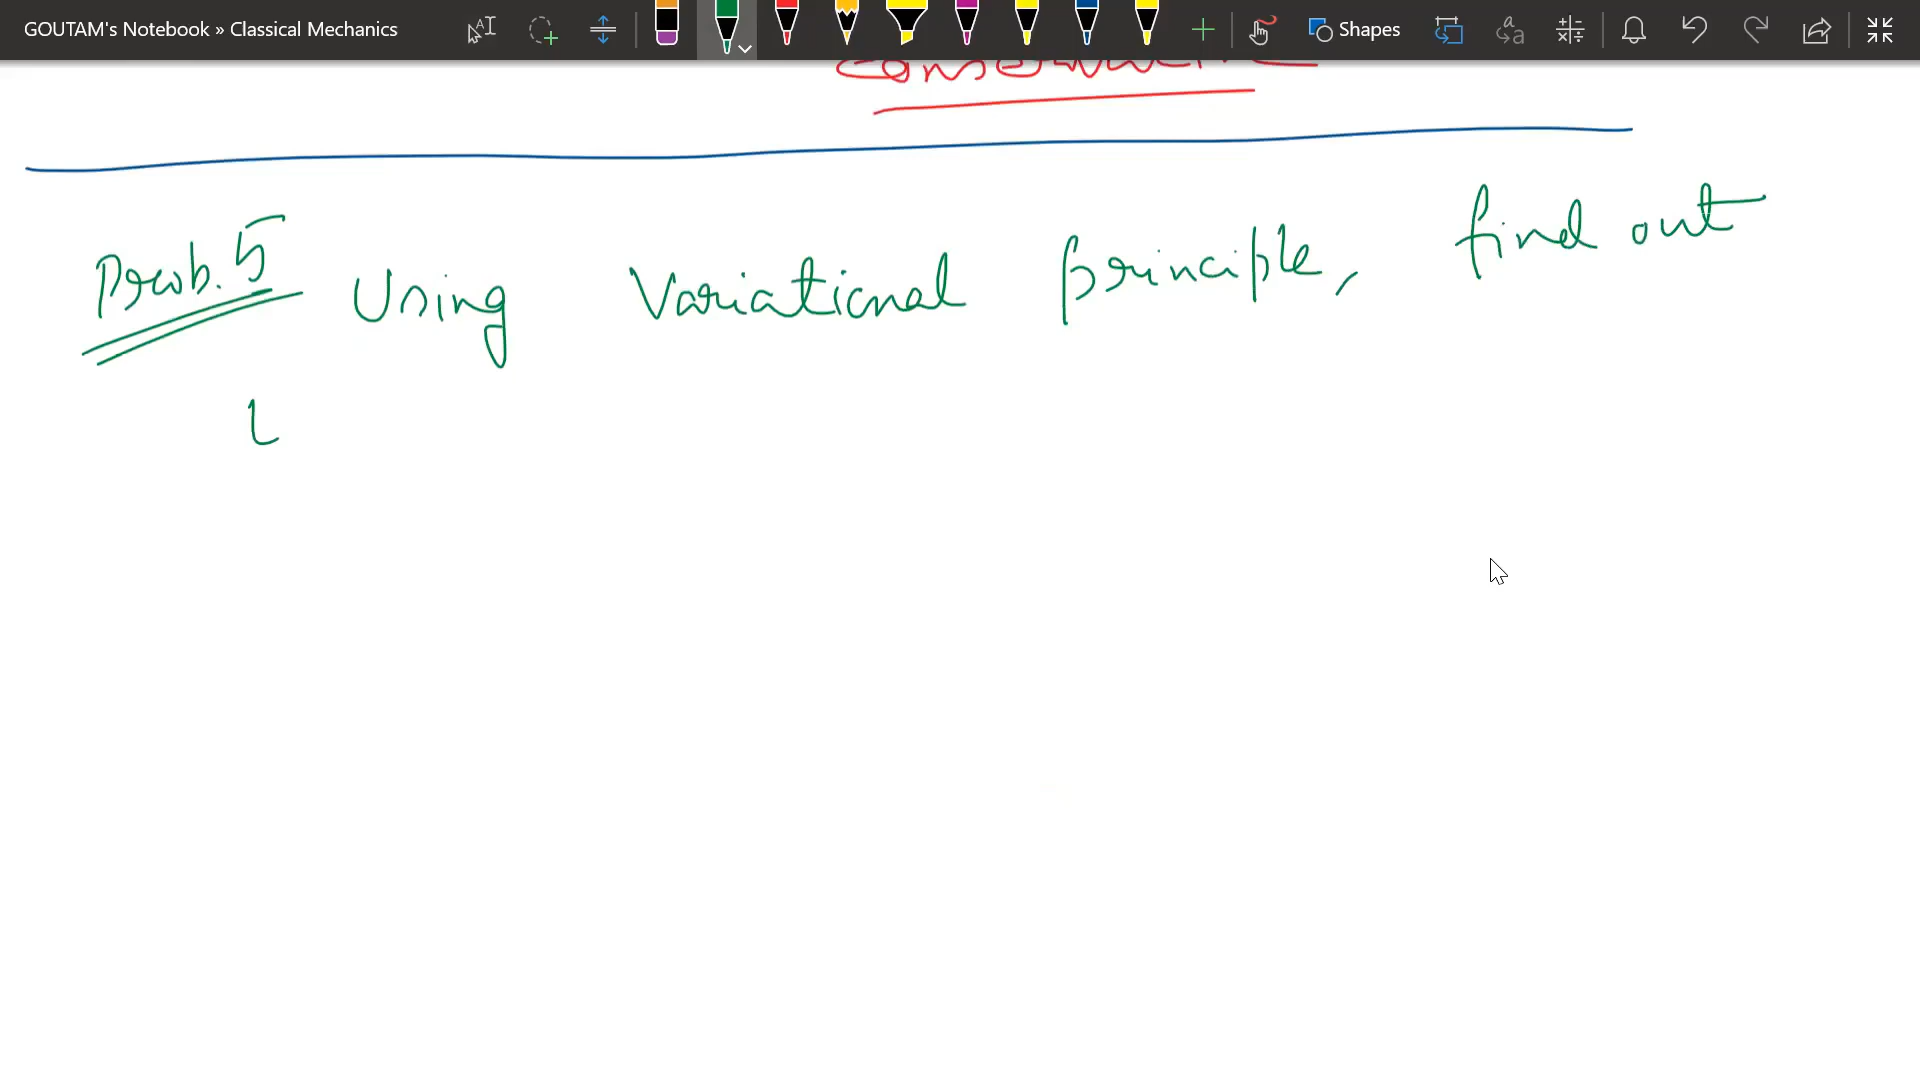 GOUTAM's Notebook » Classical Mechanics
Shapes
Prob. 5 Using Variational principle, find out
L